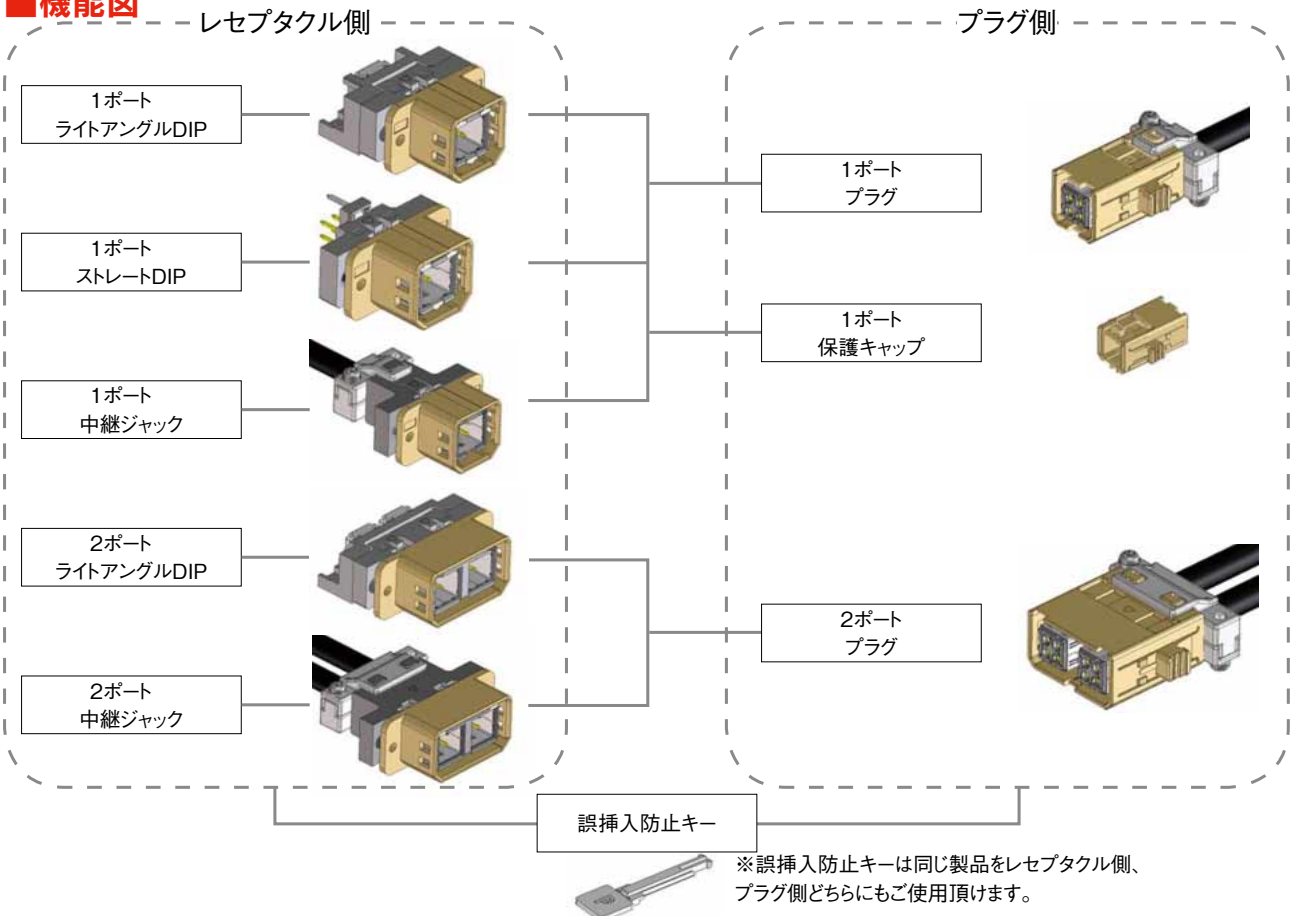 ■機能図
レセプタクル側
プラグ側
1ポート
ライトアングルDIP
1ポート
ストレートDIP
1ポート
中継ジャック
2ポート
ライトアングルDIP
2ポート
中継ジャック
1ポート
プラグ
1ポート
保護キャップ
2ポート
プラグ
誤挿入防止キー
※誤挿入防止キーは同じ製品をレセプタクル側、
プラグ側どちらにもご使用頂けます。